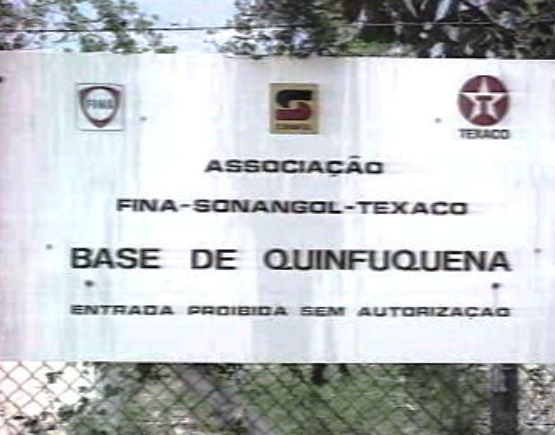 FINA
TEXACO
ASSOCIAÇÃO
FINA-SONANGOL-TEXACO
BASE DE QUINFUQUENA
ENTRADA PROIBIDA SEM AUTORIZAÇÃO